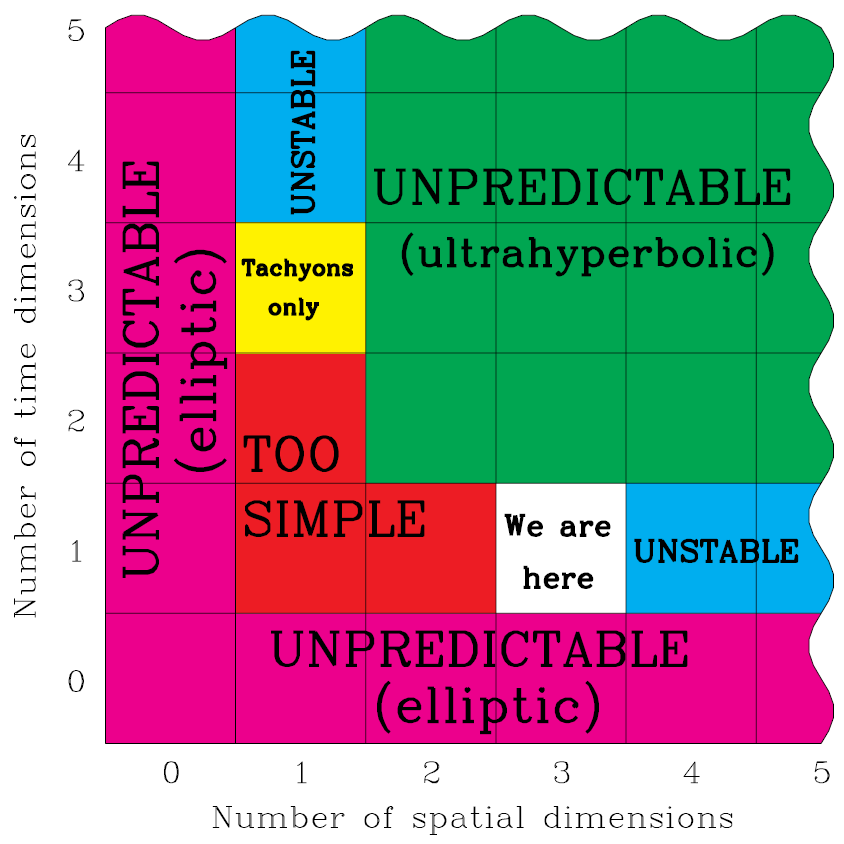 5
4
3
2
1
0
Number of time dimensions
UNPREDICTABLE
(elliptic)
UNSTABLE
UNPREDICTABLE
(ultrahyperbolic)
Tachyons
only
TOO
SIMPLE
We are
here
UNSTABLE
UNPREDICTABLE
(elliptic)
0 1 2 3 4 5
Number of spatial dimensions